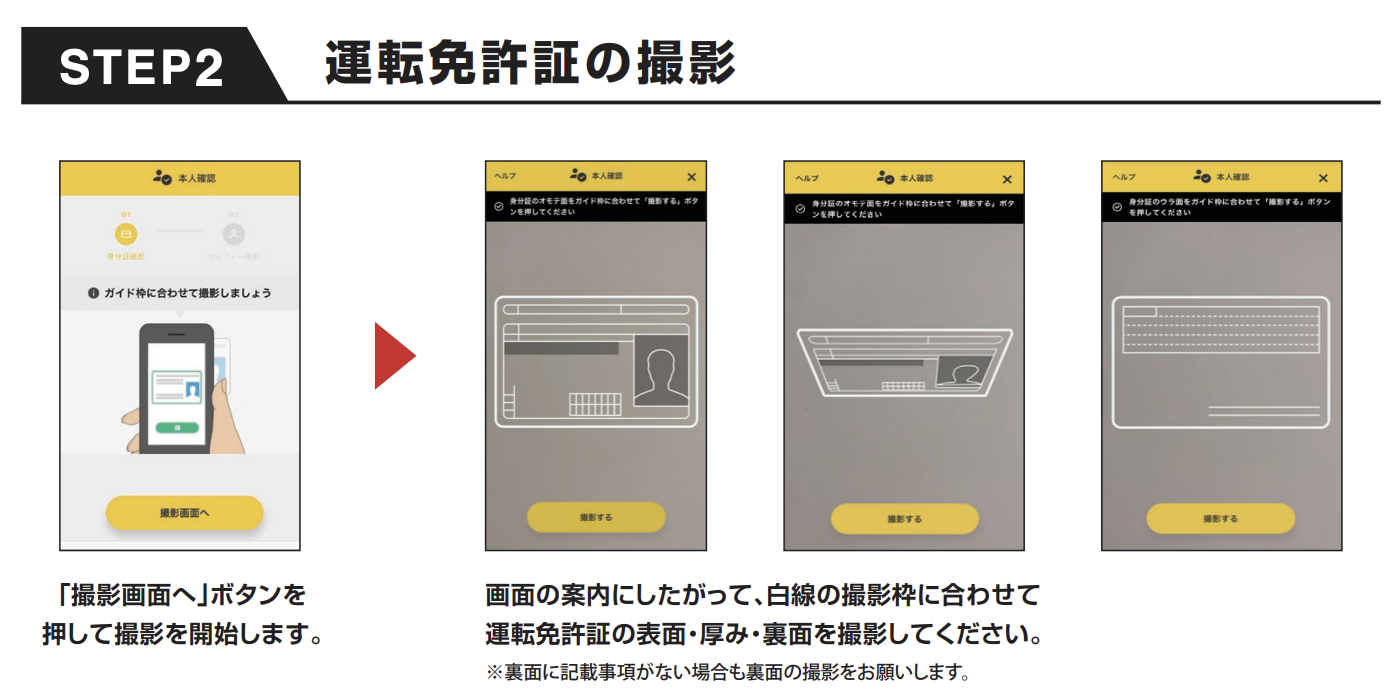 STEP2
運転免許証の撮影
本人確認
01
02
身分証撮影
セルフィー撮影
ガイド枠に合わせて撮影しましょう
撮影画面へ
「撮影画面へ」ボタンを
押して撮影を開始します。
ヘルプ
本人確認
身分証のオモテ面をガイド枠に合わせて「撮影する」ボタ
ンを押してください
撮影する
ヘルプ
本人確認
身分証のオモテ面をガイド枠に合わせて「撮影する」ボタ
ンを押してください
撮影する
ヘルプ
本人確認
身分証のウラ面をガイド枠に合わせて「撮影する」ボタン
を押してください
撮影する
画面の案内にしたがって、白線の撮影枠に合わせて
運転免許証の表面・厚み・裏面を撮影してください。
※裏面に記載事項がない場合も裏面の撮影をお願いします。